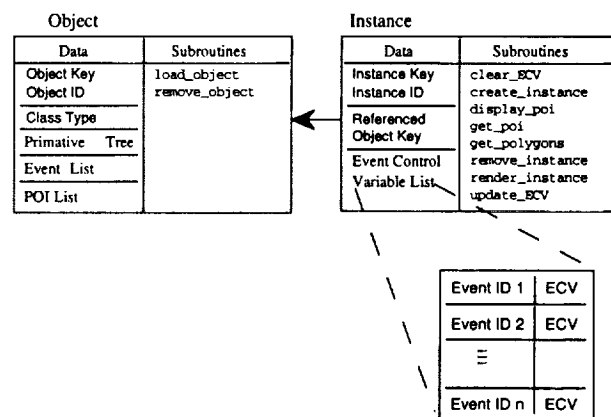 Object
Data
Subroutines
Object Key
Object ID
Class Type
Primative Tree
Event List
POI List
load_object
remove_object
Instance
Data
Subroutines
Instance Key
Instance ID
Referenced
Object Key
Event Control
Variable List
clear_ECV
create_instance
display_poi
get_poi
get_polygons
remove_instance
render_instance
update_ECV
Event ID 1 ECV
Event ID 2 ECV
Event ID n ECV